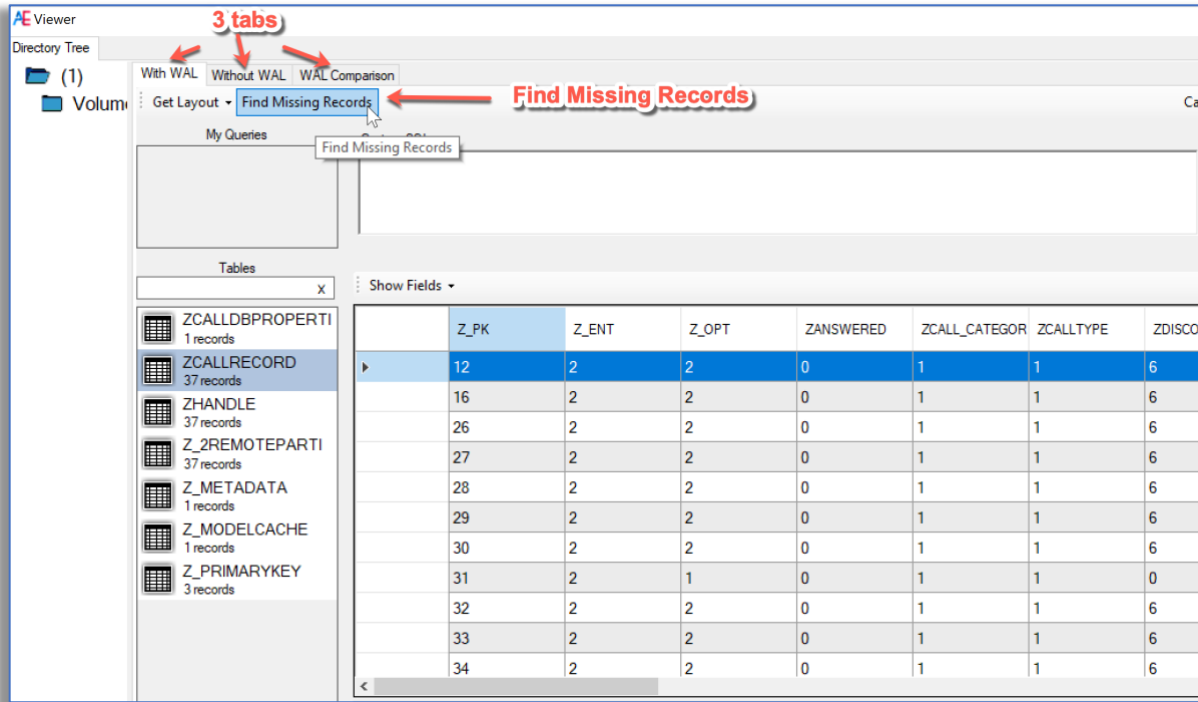 AE Viewer
3 tabs
Directory Tree
(1)
With WAL Without WAL WAL Comparison
Volum
Get Layout Find Missing Records
Find Missing Records
Ca
My Queries
Find Missing Records
Tables
x
Show Fields
ZCALLDBPROPERTI
1 records
ZCALLRECORD
37 records
ZHANDLE
37 records
Z_2REMOTEPARTI
37 records
Z_METADATA
1 records
Z_MODELCACHE
1 records
Z_PRIMARYKEY
3 records
Z_PK Z_ENT Z_OPT ZANSWERED ZCALL_CATEGOR ZCALLTYPE ZDISCO
12 2 2 0 1 1 6
16 2 2 0 1 1 6
26 2 2 0 1 1 6
27 2 2 0 1 1 6
28 2 2 0 1 1 6
29 2 2 0 1 1 6
30 2 2 0 1 1 6
31 2 1 0 1 1 0
32 2 2 0 1 1 6
33 2 2 0 1 1 6
34 2 2 0 1 1 6